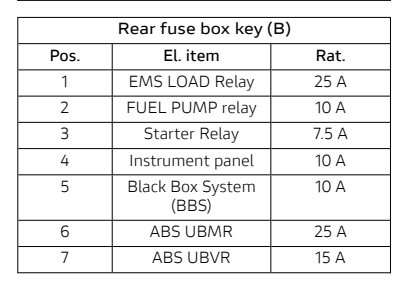 Rear fuse box key (B)
Pos. El. item Rat.
1 EMS LOAD Relay 25 A
2 FUEL PUMP relay 10 A
3 Starter Relay 7.5 A
4 Instrument panel 10 A
5 Black Box System 10 A
(BBS)
6 ABS UBMR 25 A
7 ABS UBVR 15 A